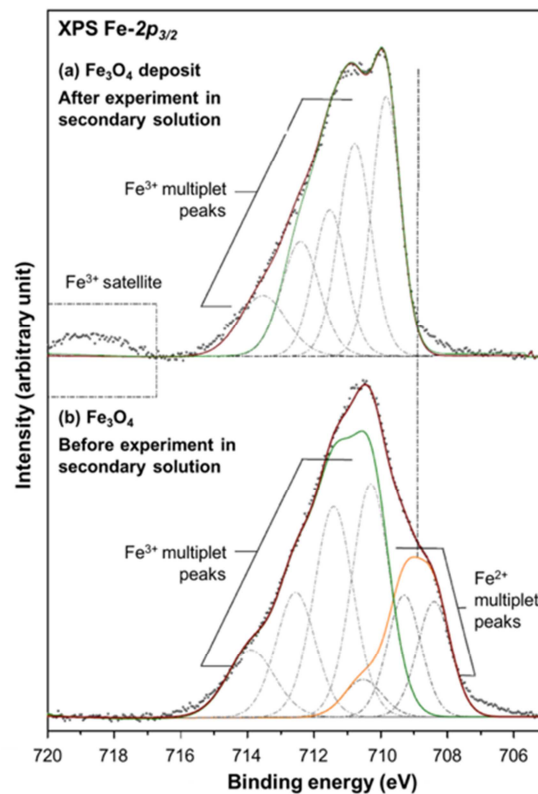 XPS Fe-2p3/2
(a) Fe3O4 deposit
After experiment in
secondary solution
Fe3+ multiplet
peaks
Fe3+ satellite
(b) Fe3O4
Before experiment in
secondary solution
Fe3+ multiplet
peaks
Fe2+
multiplet
peaks
Intensity (arbitrary unit)
720 718 716 714 712 710 708 706
Binding energy (eV)